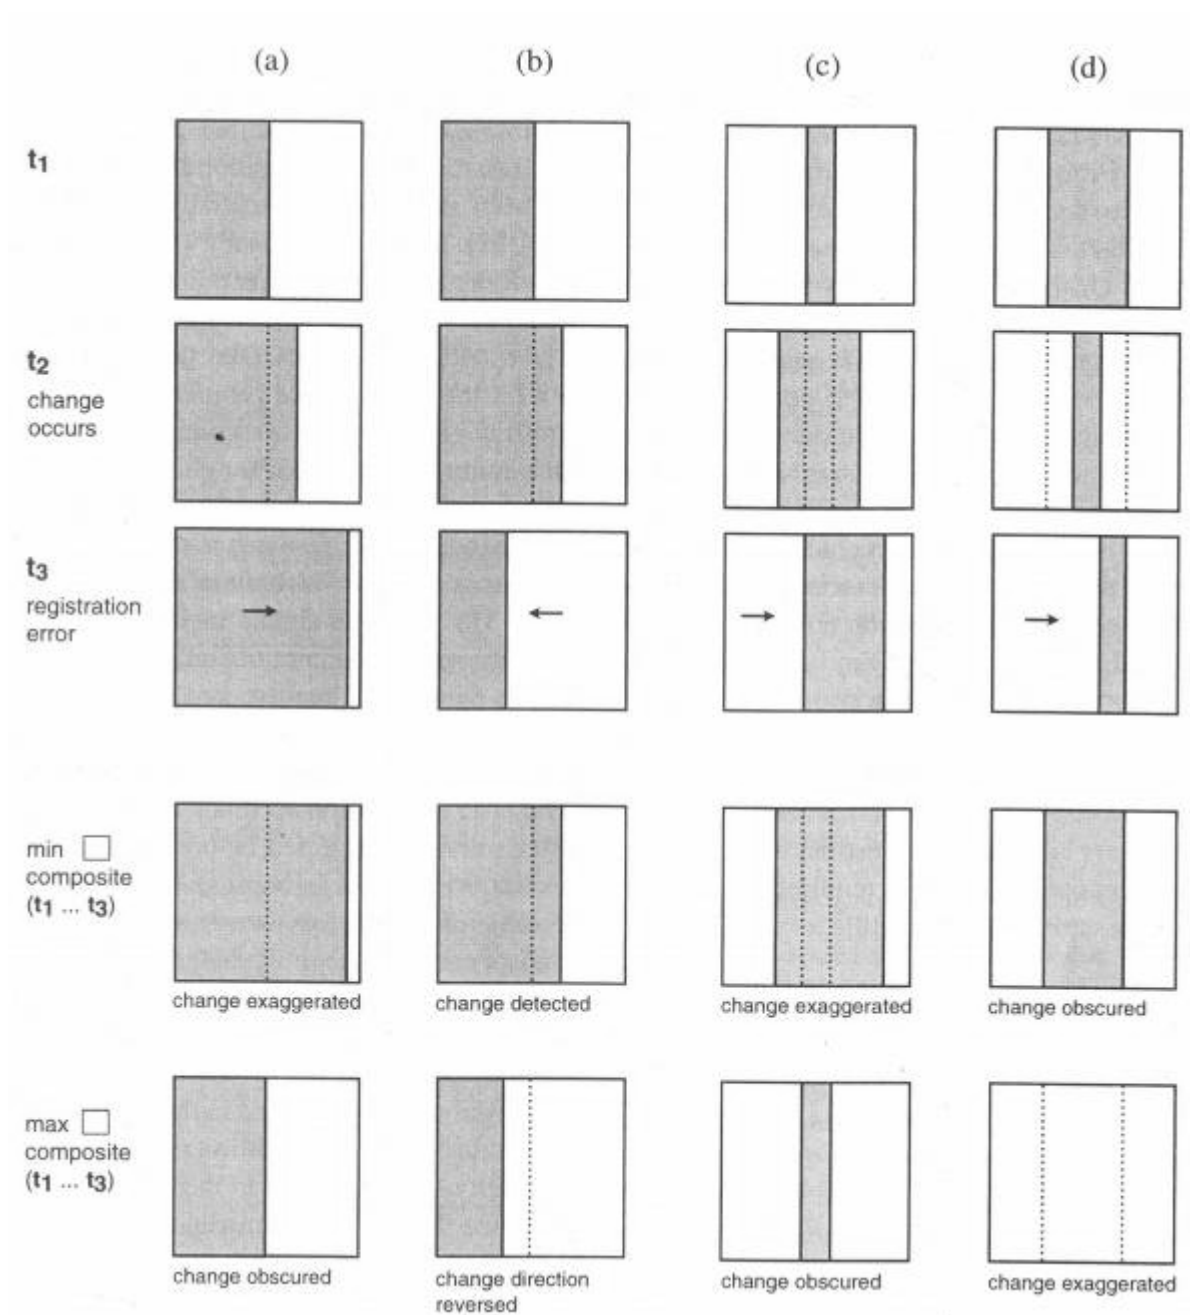 (a) (b) (c) (d)
t1
t2
change
occurs
t3
registration
error
min
composite
(t1 ... t3)
change exaggerated change detected change exaggerated change obscured
max
composite
(t1 ... t3)
change obscured change direction change obscured change exaggerated
reversed